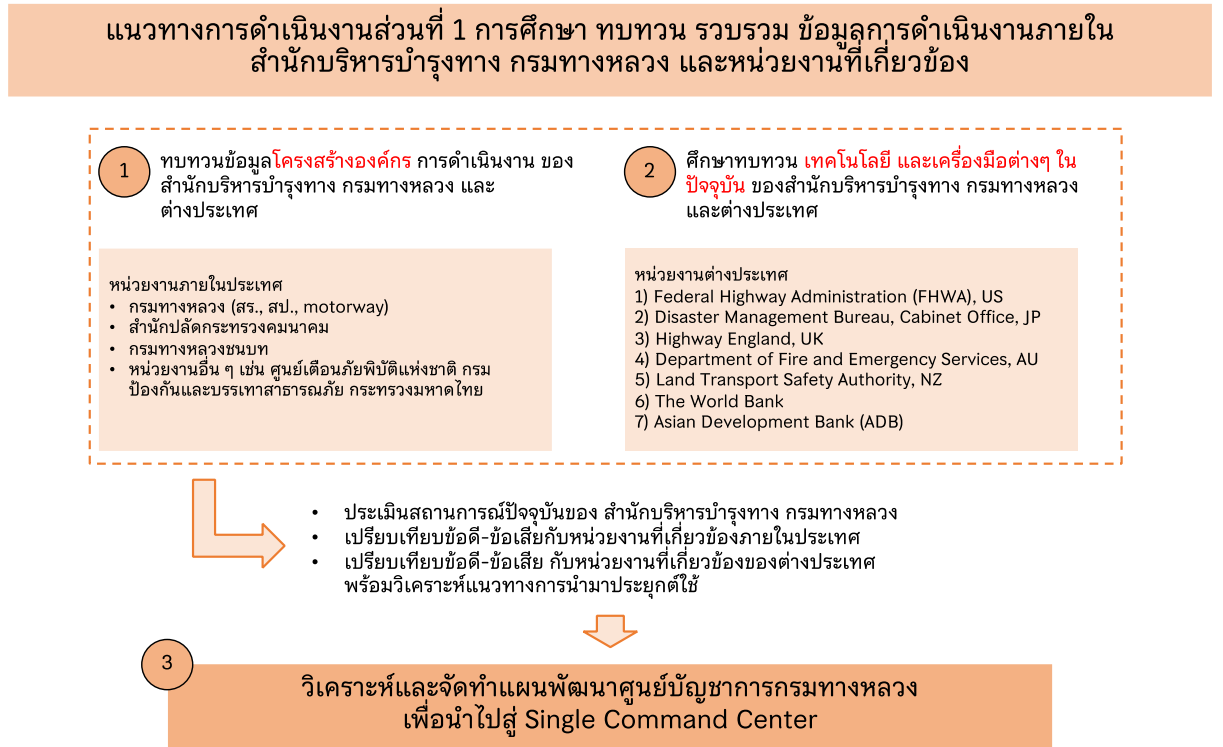 แนวทางการดำเนินงานส่วนที่ 1 การศึกษา ทบทวน รวบรวม ข้อมูลการดำเนินงานภายใน
สำนักบริหารบำรุงทาง กรมทางหลวง และหน่วยงานที่เกี่ยวข้อง
1
ทบทวนข้อมูลโครงสร้างองค์กร การดำเนินงาน ของ
สำนักบริหารบำรุงทาง กรมทางหลวง และ
ต่างประเทศ
หน่วยงานภายในประเทศ
• กรมทางหลวง (สร., สป., motorway)
• สำนักปลัดกระทรวงคมนาคม
• กรมทางหลวงชนบท
• หน่วยงานอื่น ๆ เช่น ศูนย์เตือนภัยพิบัติแห่งชาติ กรม
ป้องกันและบรรเทาสาธารณภัย กระทรวงมหาดไทย
2
ศึกษาทบทวน เทคโนโลยี และเครื่องมือต่างๆ ใน
ปัจจุบัน ของสำนักบริหารบำรุงทาง กรมทางหลวง
และต่างประเทศ
หน่วยงานต่างประเทศ
1) Federal Highway Administration (FHWA), US
2) Disaster Management Bureau, Cabinet Office, JP
3) Highway England, UK
4) Department of Fire and Emergency Services, AU
5) Land Transport Safety Authority, NZ
6) The World Bank
7) Asian Development Bank (ADB)
• ประเมินสถานการณ์ปัจจุบันของ สำนักบริหารบำรุงทาง กรมทางหลวง
• เปรียบเทียบข้อดี-ข้อเสียกับหน่วยงานที่เกี่ยวข้องภายในประเทศ
• เปรียบเทียบข้อดี-ข้อเสีย กับหน่วยงานที่เกี่ยวข้องของต่างประเทศ
พร้อมวิเคราะห์แนวทางการนำมาประยุกต์ใช้
3
วิเคราะห์และจัดทำแผนพัฒนาศูนย์บัญชาการกรมทางหลวง
เพื่อนำไปสู่ Single Command Center